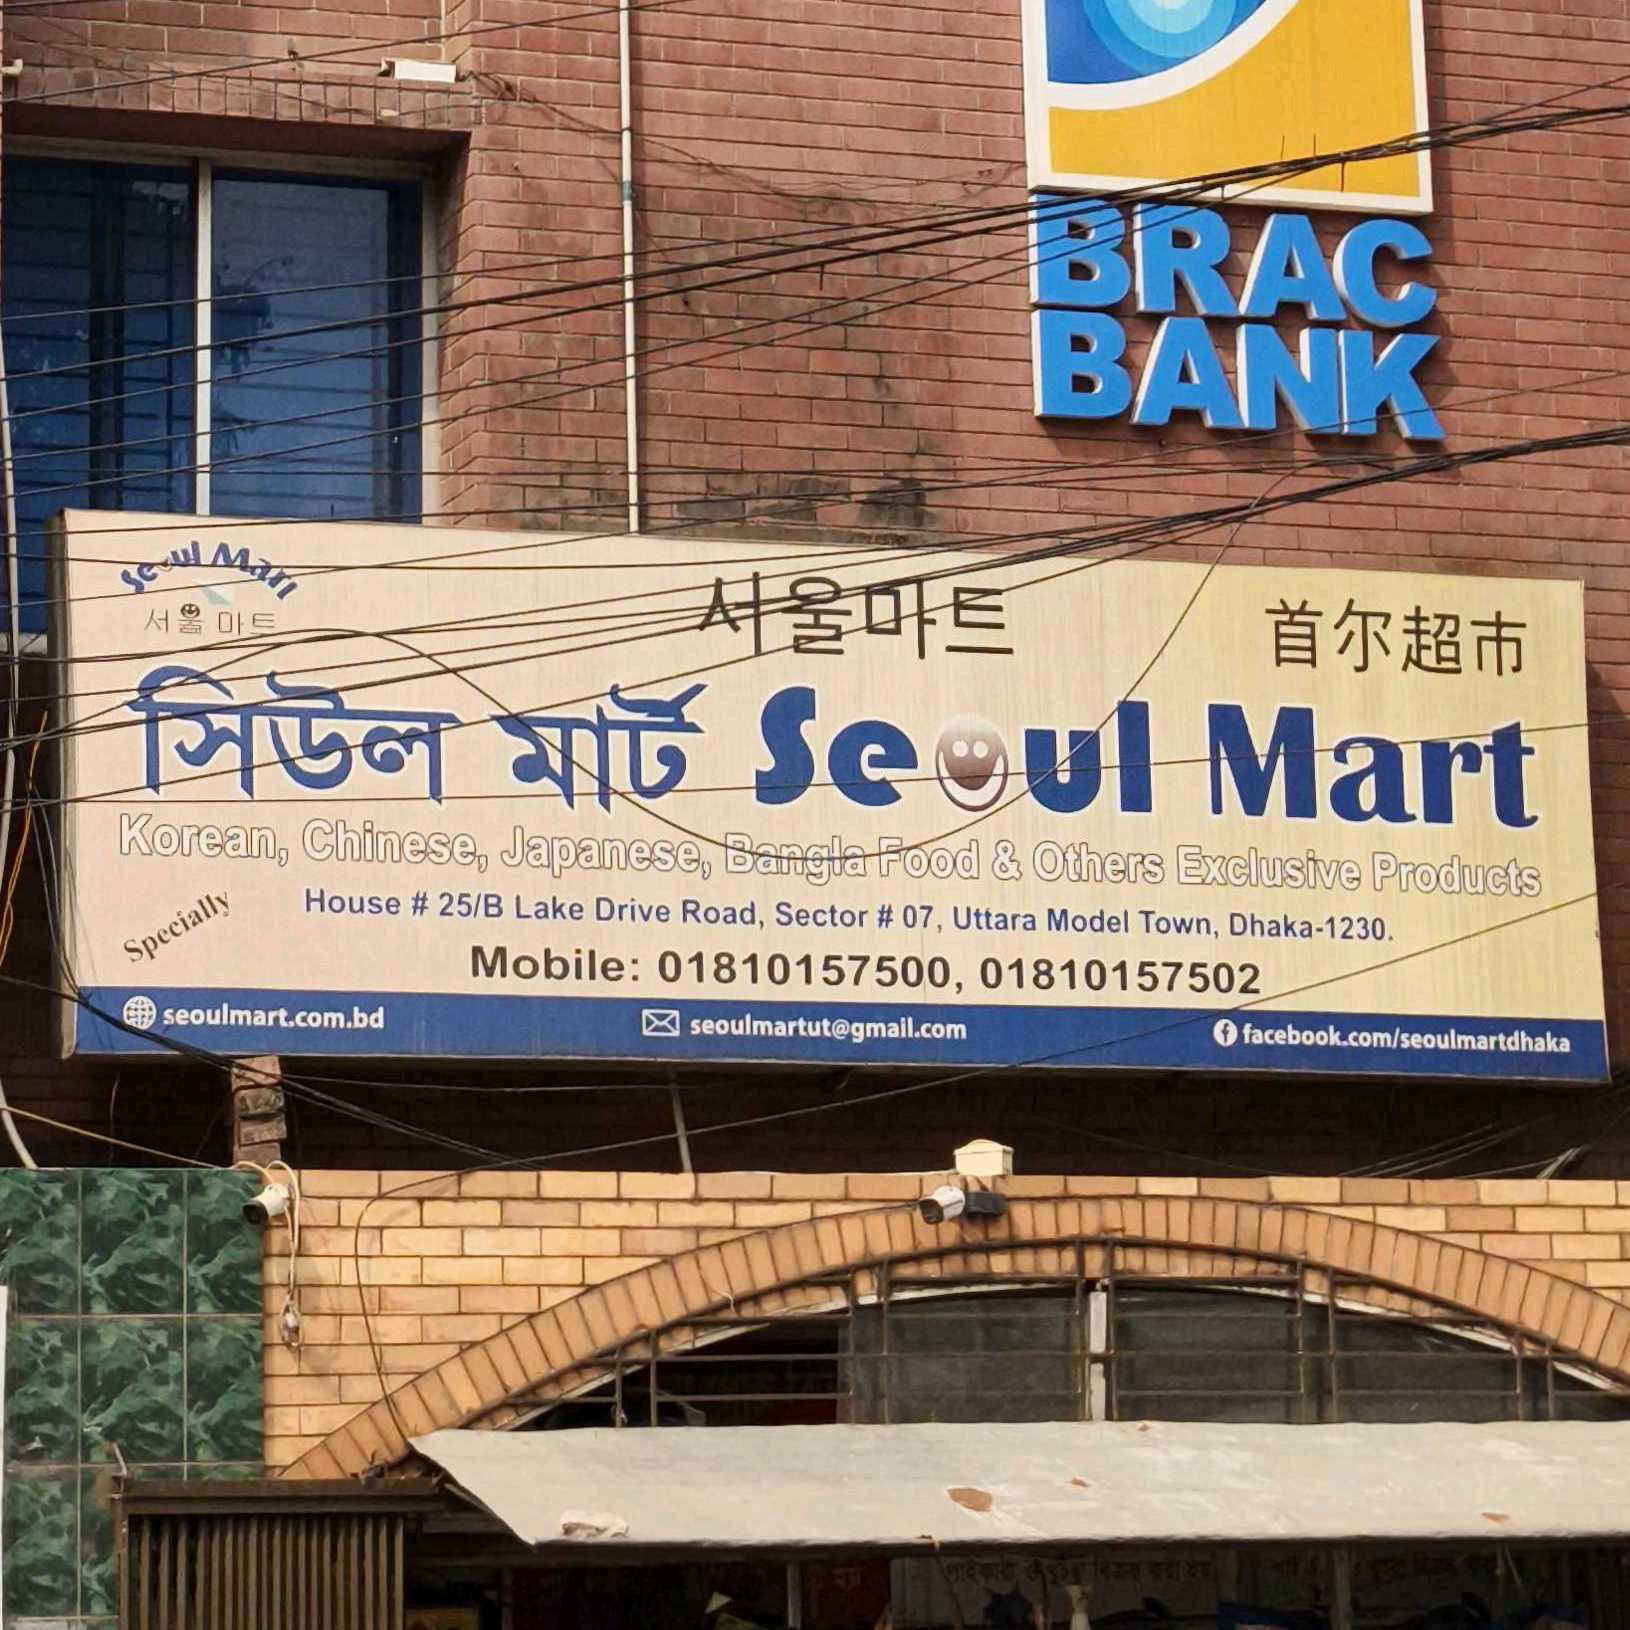 BRAC
BANK
Seoul Mart
서울 마트
서울마트
首尔超市
সিউল মার্ট Seoul Mart
Korean, Chinese, Japanese, Bangla Food & Others Exclusive Products
Specially
House # 25/B Lake Drive Road, Sector # 07, Uttara Model Town, Dhaka-1230.
Mobile: 01810157500, 01810157502
seoulmart.com.bd
seoulmartut@gmail.com
facebook.com/seoulmartdhaka